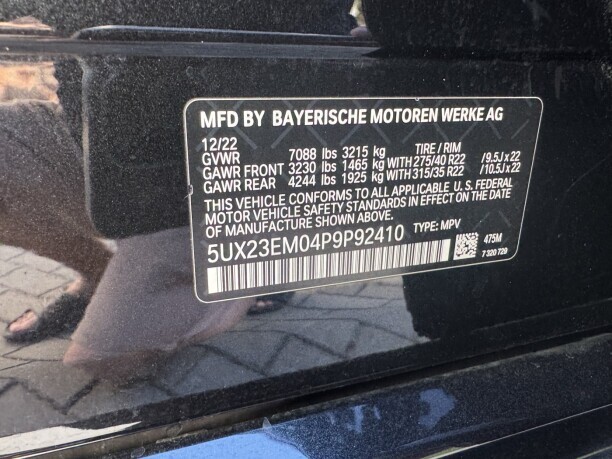 MFD BY BAYERISCHE MOTOREN WERKE AG
12/22 TIRE / RIM
GVWR 7088 lbs 3215 kg
GAWR FRONT 3230 lbs 1465 kg WITH 275/40 R22 /9.5J x 22
GAWR REAR 4244 lbs 1925 kg WITH 315/35 R22 /10.5J x 22
THIS VEHICLE CONFORMS TO ALL APPLICABLE U.S. FEDERAL
MOTOR VEHICLE SAFETY STANDARDS IN EFFECT ON THE DATE
OF MANUFACTURE SHOWN ABOVE.
5UX23EM04P9P92410 TYPE: MPV
475M
7 320 729